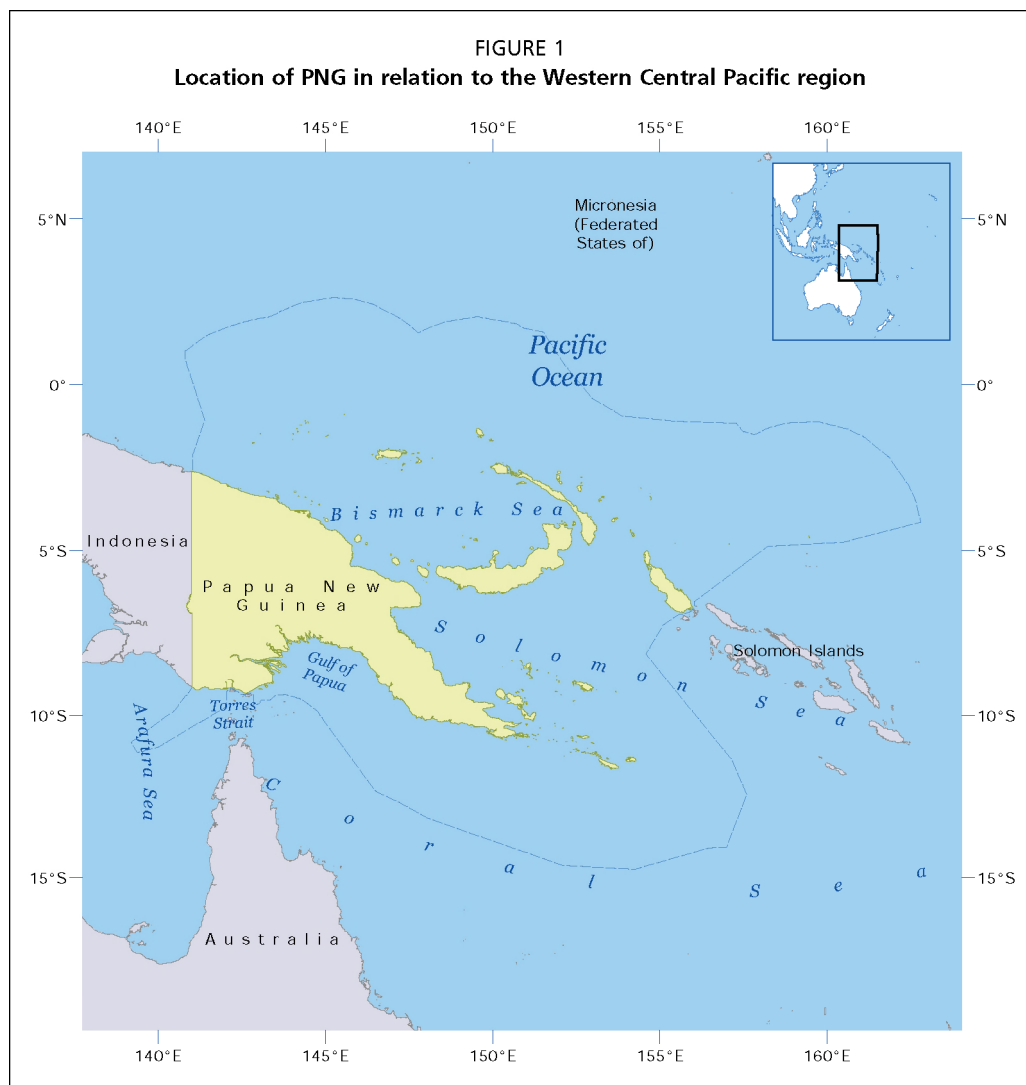 FIGURE 1
Location of PNG in relation to the Western Central Pacific region
140°E 145°E 150°E 155°E 160°E
5°N 5°N
Micronesia
(Federated
States of)
Pacific
Ocean
0° 0°
Bismarck Sea
Indonesia
5°S 5°S
Papua New
Guinea
Solomon Sea
Solomon Islands
Gulf of
Papua
Torres
Strait
10°S 10°S
Arafura Sea
Coral Sea
15°S 15°S
Australia
140°E 145°E 150°E 155°E 160°E